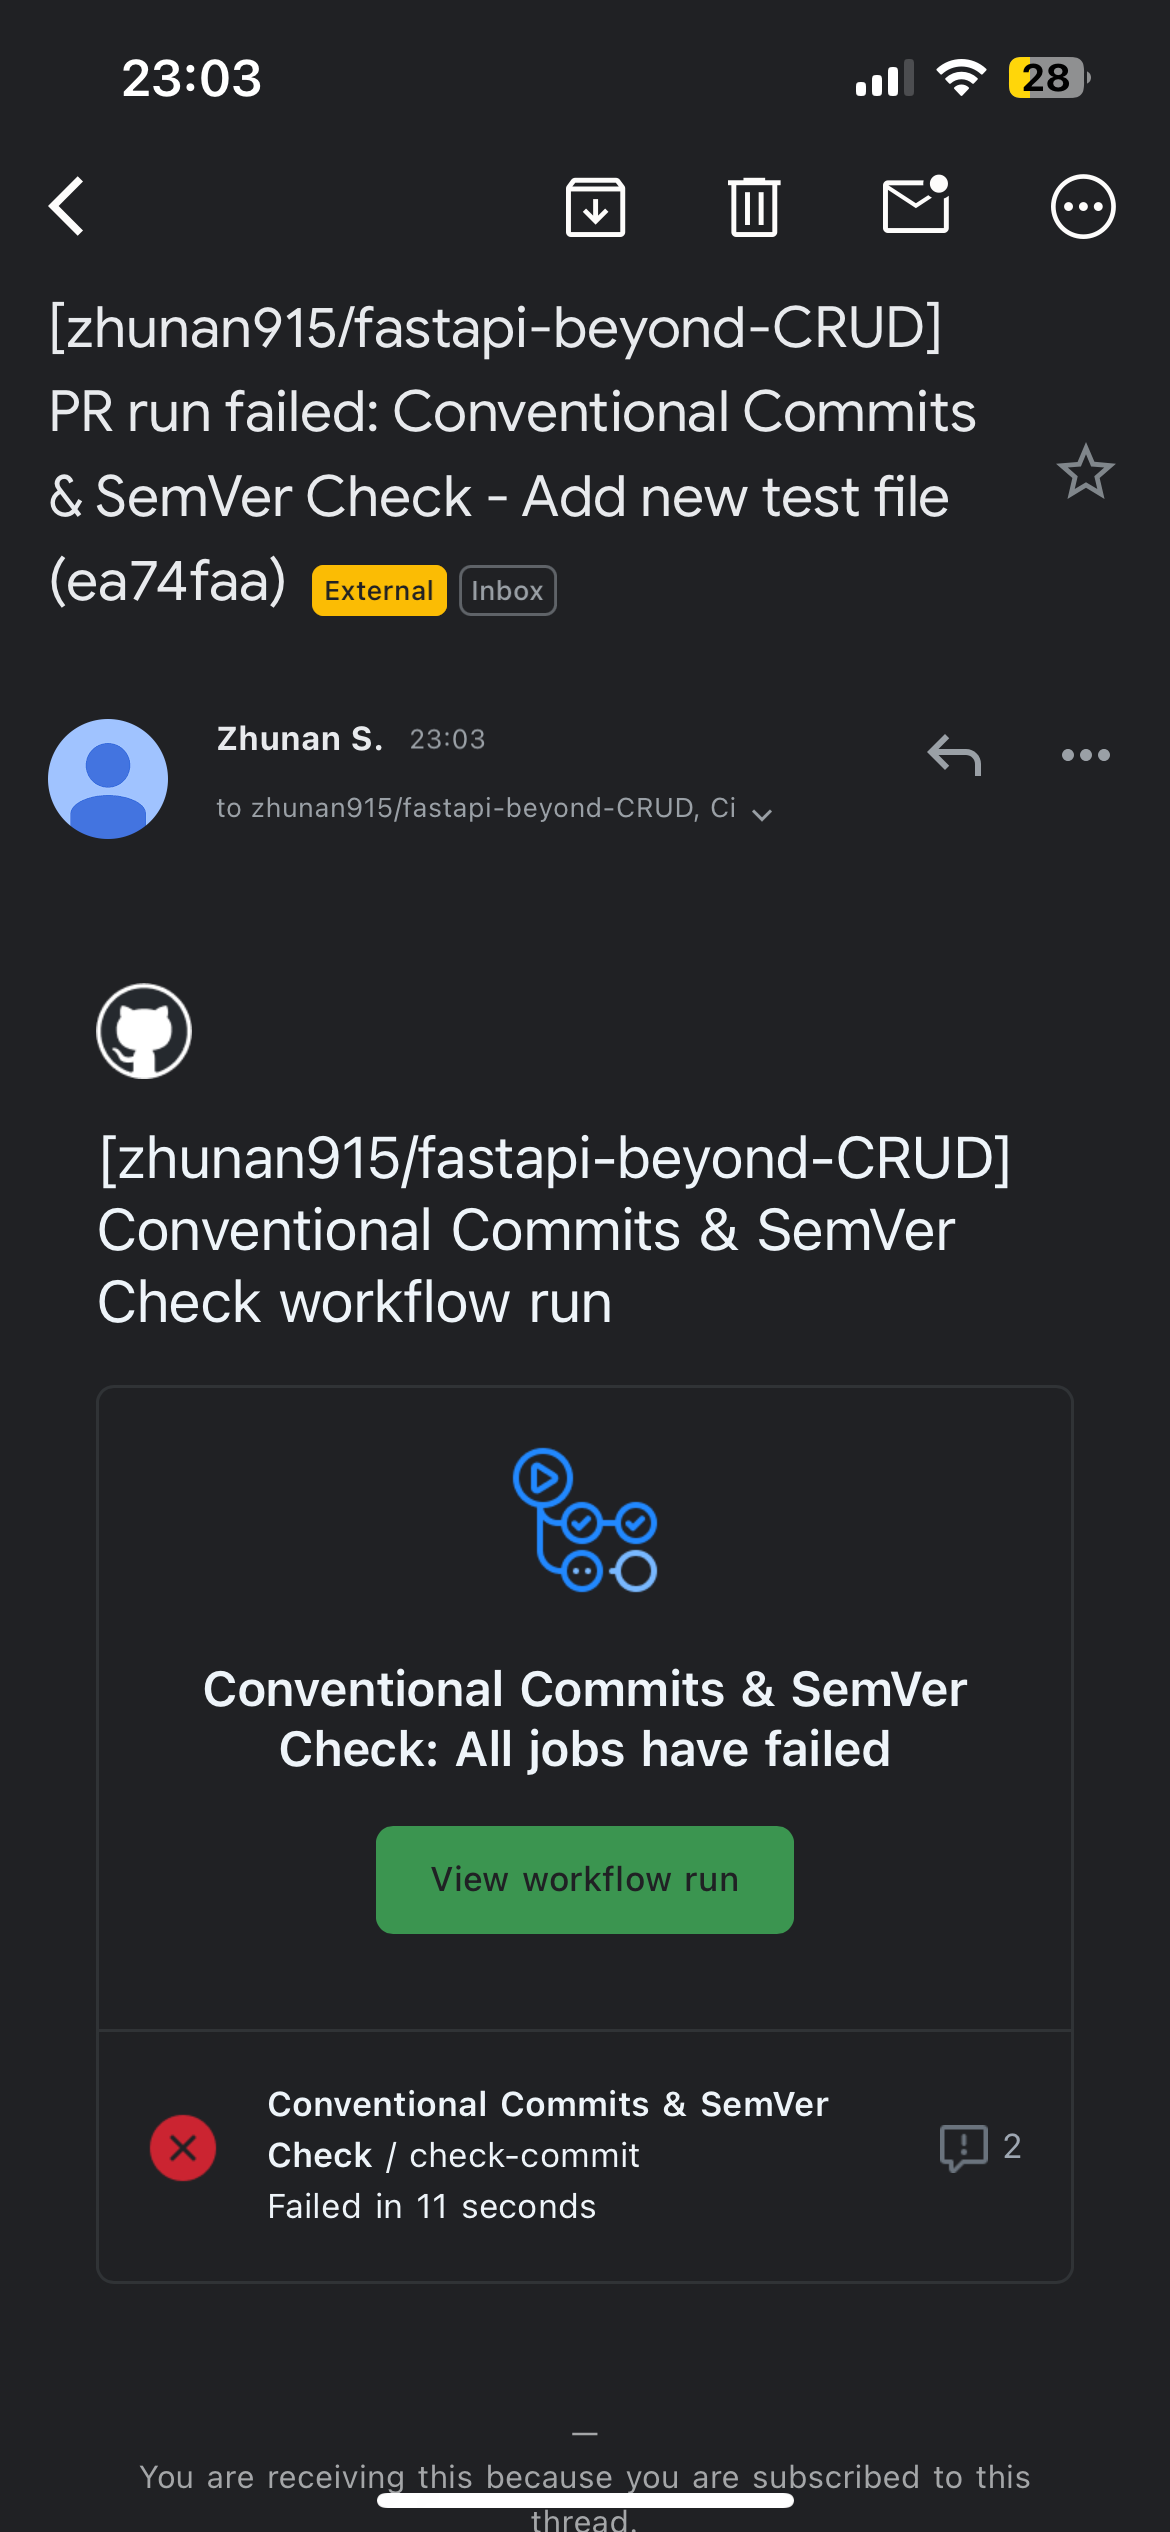 23:03
28
[zhunan915/fastapi-beyond-CRUD]
PR run failed: Conventional Commits
& SemVer Check - Add new test file
(ea74faa) External Inbox
Zhunan S. 23:03
to zhunan915/fastapi-beyond-CRUD, Ci
[zhunan915/fastapi-beyond-CRUD]
Conventional Commits & SemVer
Check workflow run
Conventional Commits & SemVer
Check: All jobs have failed
View workflow run
Conventional Commits & SemVer
Check / check-commit
Failed in 11 seconds
2
—
You are receiving this because you are subscribed to this
thread.